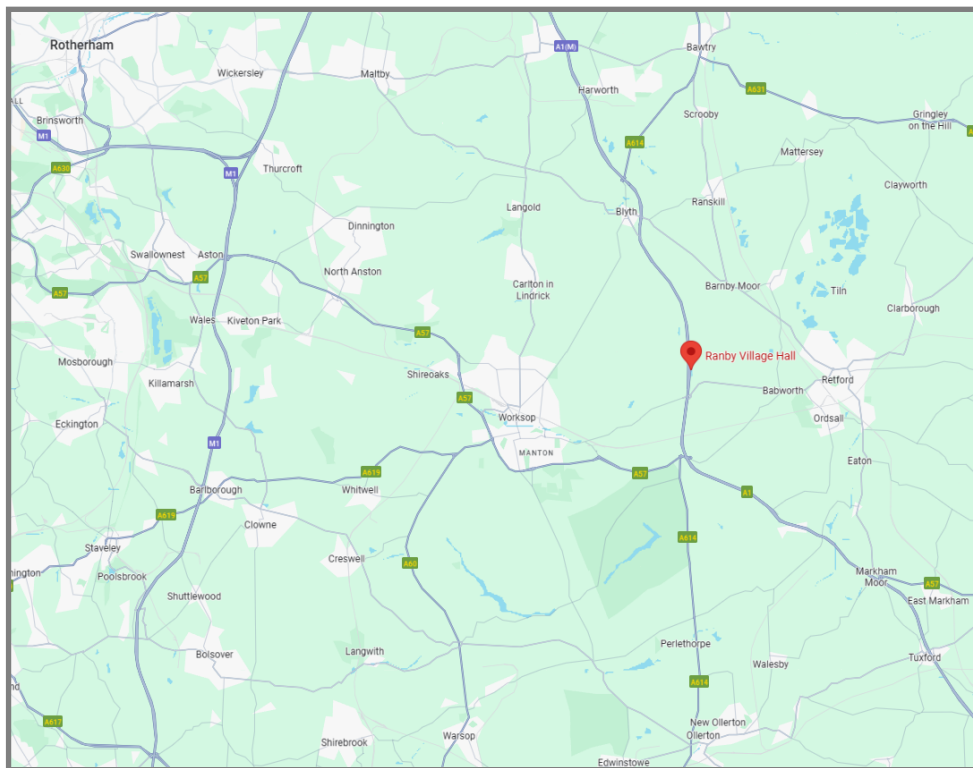 Rotherham
Bawtry
A1(M)
Wickersley
Maltby
Harworth
A631
ALL
Scrooby
Gringley
on the Hill
Brinsworth
M1
A614
Mattersey
A630
M1
Thurcroft
Clayworth
Ranskill
Langold
Blyth
Dinnington
Swallownest
Aston
North Anston
A57
A57
Carlton in
Lindrick
Barnby Moor
Tiln
Clarborough
Wales
Kiveton Park
A57
Ranby Village Hall
Mosborough
Killamarsh
Shireoaks
Babworth
Retford
A57
Eckington
Worksop
Ordsall
M1
MANTON
Eaton
A619
A57
Barlborough
Whitwell
A1
A619
Clowne
Staveley
A614
Creswell
A60
nington
Poolsbrook
Markham
Moor
A57
Shuttlewood
East Markham
Bolsover
Langwith
Perlethorpe
Walesby
Tuxford
nd
A614
A617
New Ollerton
Shirebrook
Warsop
Ollerton
Edwinstowe